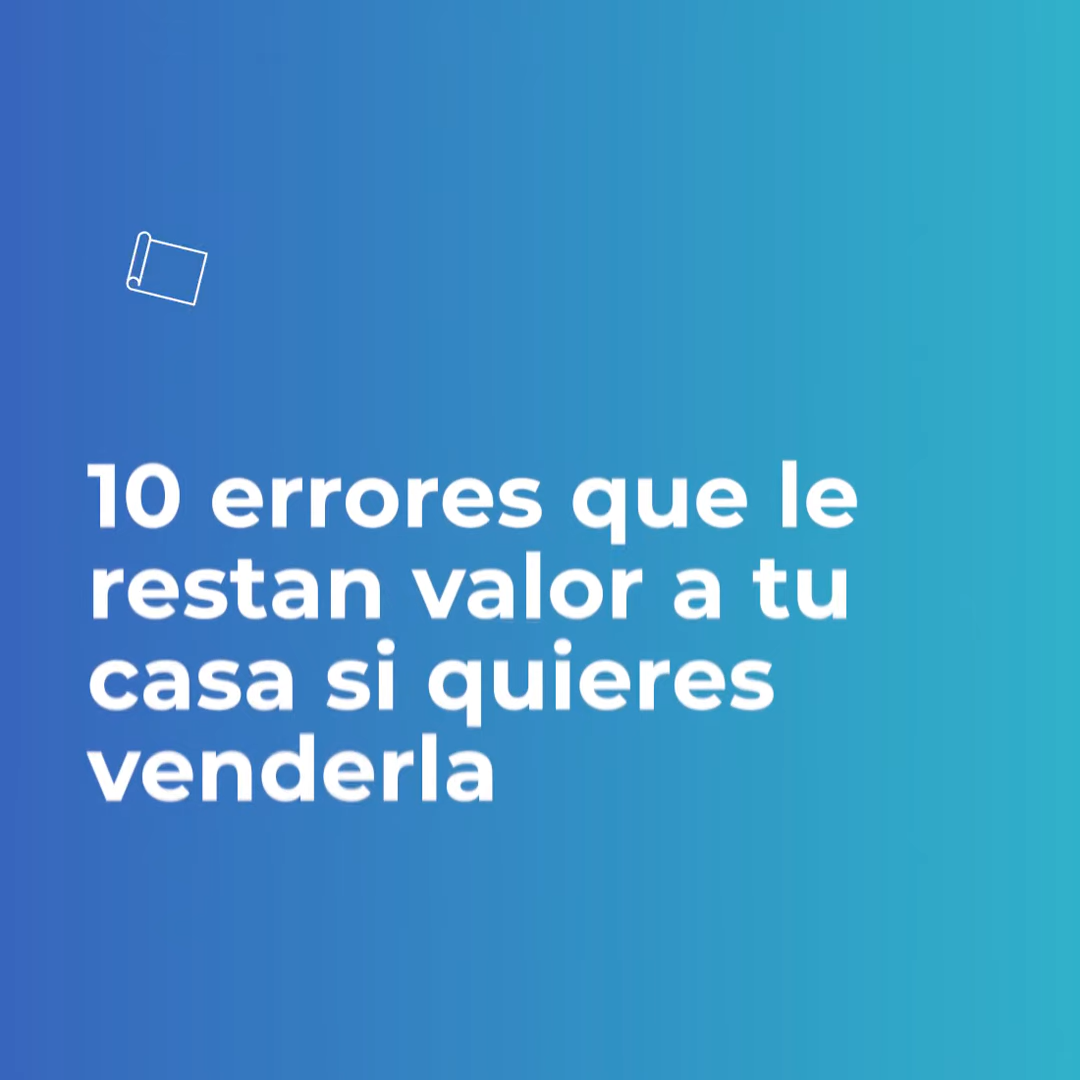 10 errores que le
restan valor a tu
casa si quieres
venderla